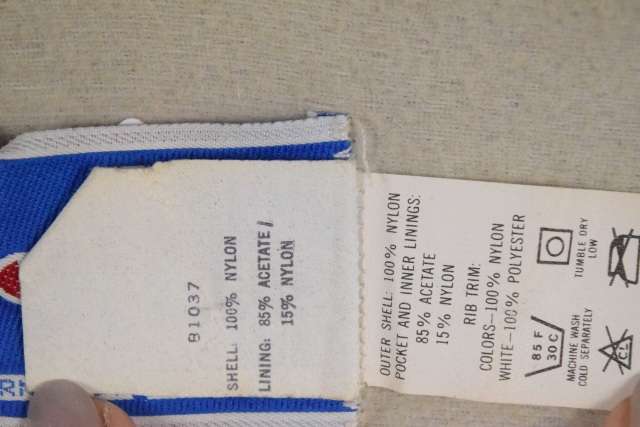 81037
SHELL: 100% NYLON
LINING: 85% ACETATE/
15% NYLON
OUTER SHELL: 100% NYLON
POCKET AND INNER LININGS:
85% ACETATE
15% NYLON
RIB TRIM:
COLORS—100% NYLON
WHITE—100% POLYESTER
85 F
30 C
MACHINE WASH
COLD SEPARATELY
TUMBLE DRY
LOW
CL